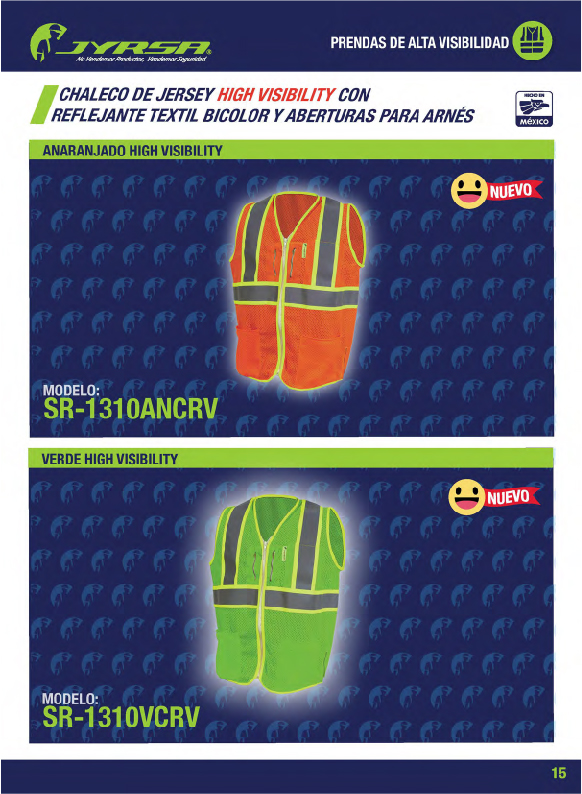 JYRSA®
No Vendemos Productos, Vendemos Seguridad
PRENDAS DE ALTA VISIBILIDAD
CHALECO DE JERSEY HIGH VISIBILITY CON
REFLEJANTE TEXTIL BICOLOR Y ABERTURAS PARA ARNÉS
HECHO EN
MÉXICO
ANARANJADO HIGH VISIBILITY
NUEVO
MODELO:
SR-1310ANCRV
VERDE HIGH VISIBILITY
NUEVO
MODELO:
SR-1310VCRV
15